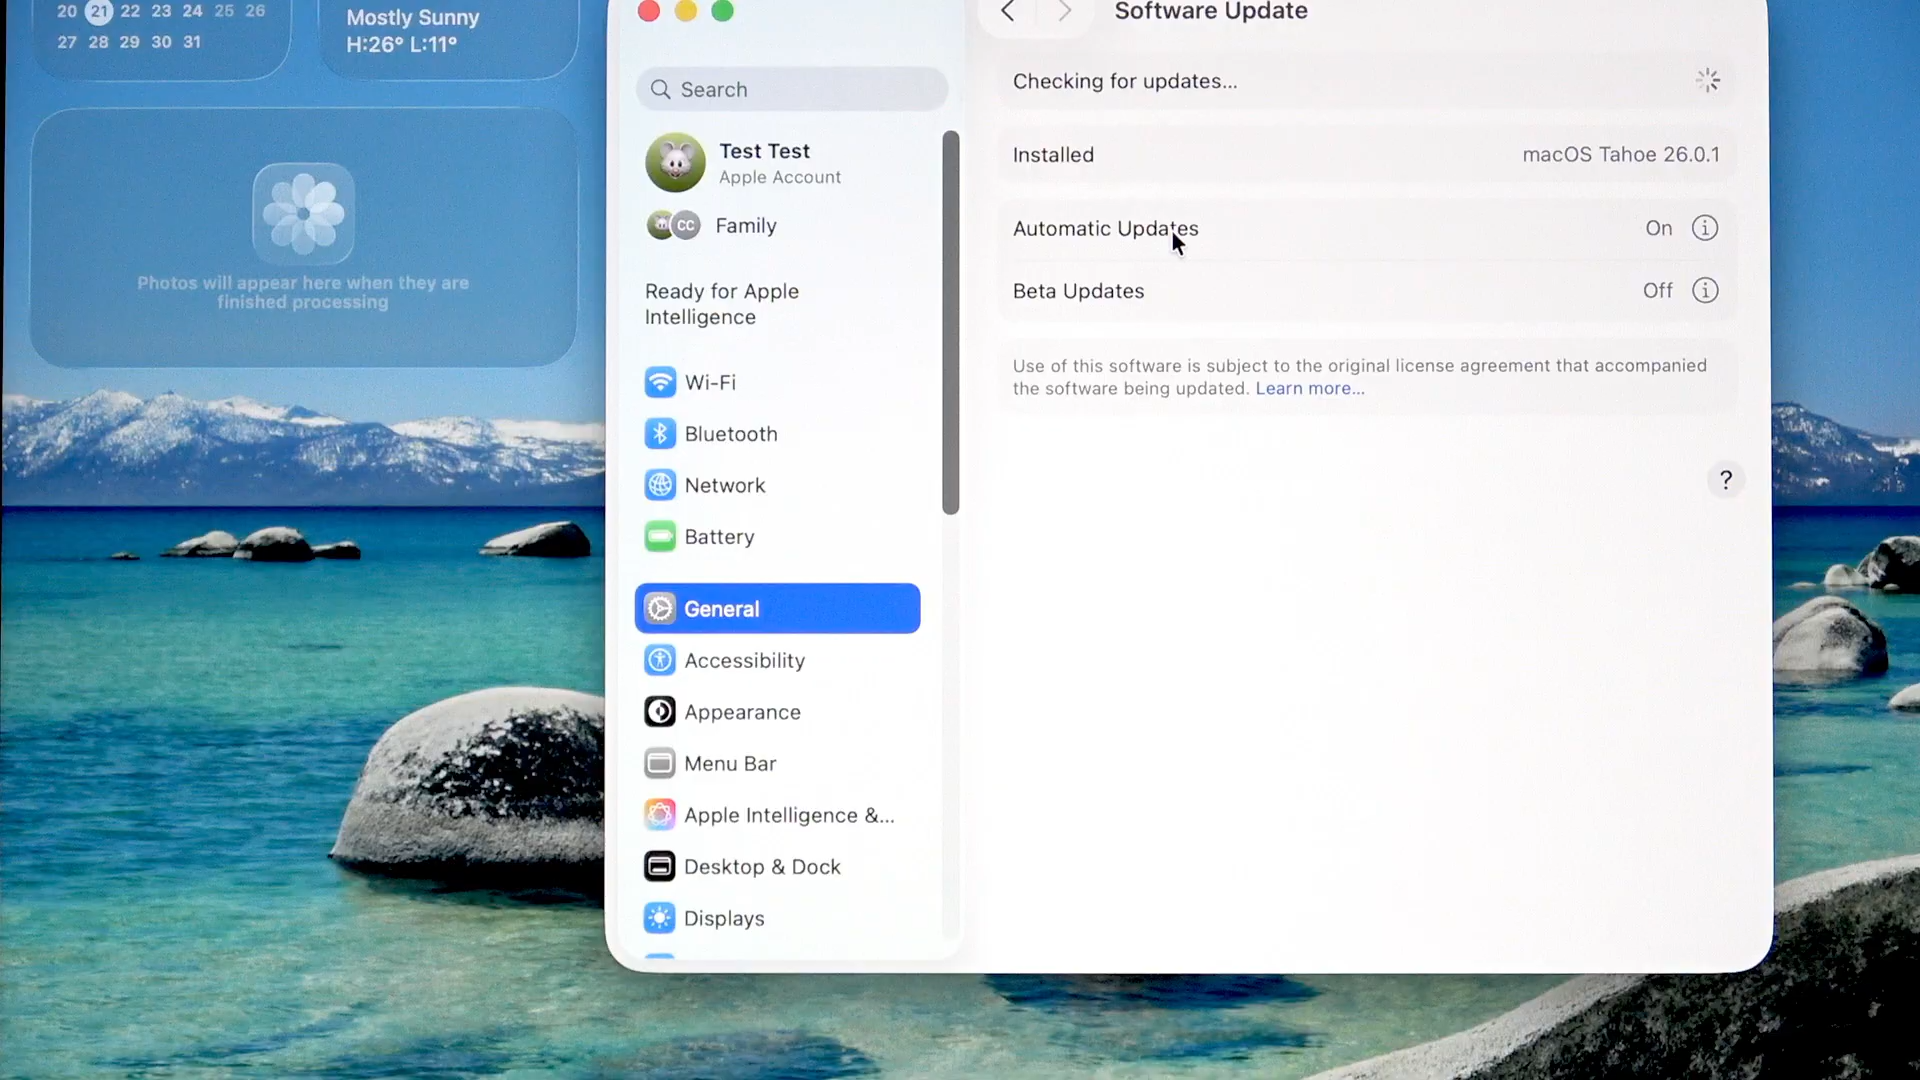 20 21 22 23 24 25 26
27 28 29 30 31
Mostly Sunny
H:26° L:11°
Photos will appear here when they are
finished processing
Search
Test Test
Apple Account
CC
Family
Ready for Apple
Intelligence
Wi-Fi
Bluetooth
Network
Battery
General
Accessibility
Appearance
Menu Bar
Apple Intelligence &...
Desktop & Dock
Displays
Software Update
Checking for updates...
Installed
macOS Tahoe 26.0.1
Automatic Updates
On
Beta Updates
Off
Use of this software is subject to the original license agreement that accompanied
the software being updated. Learn more...
?